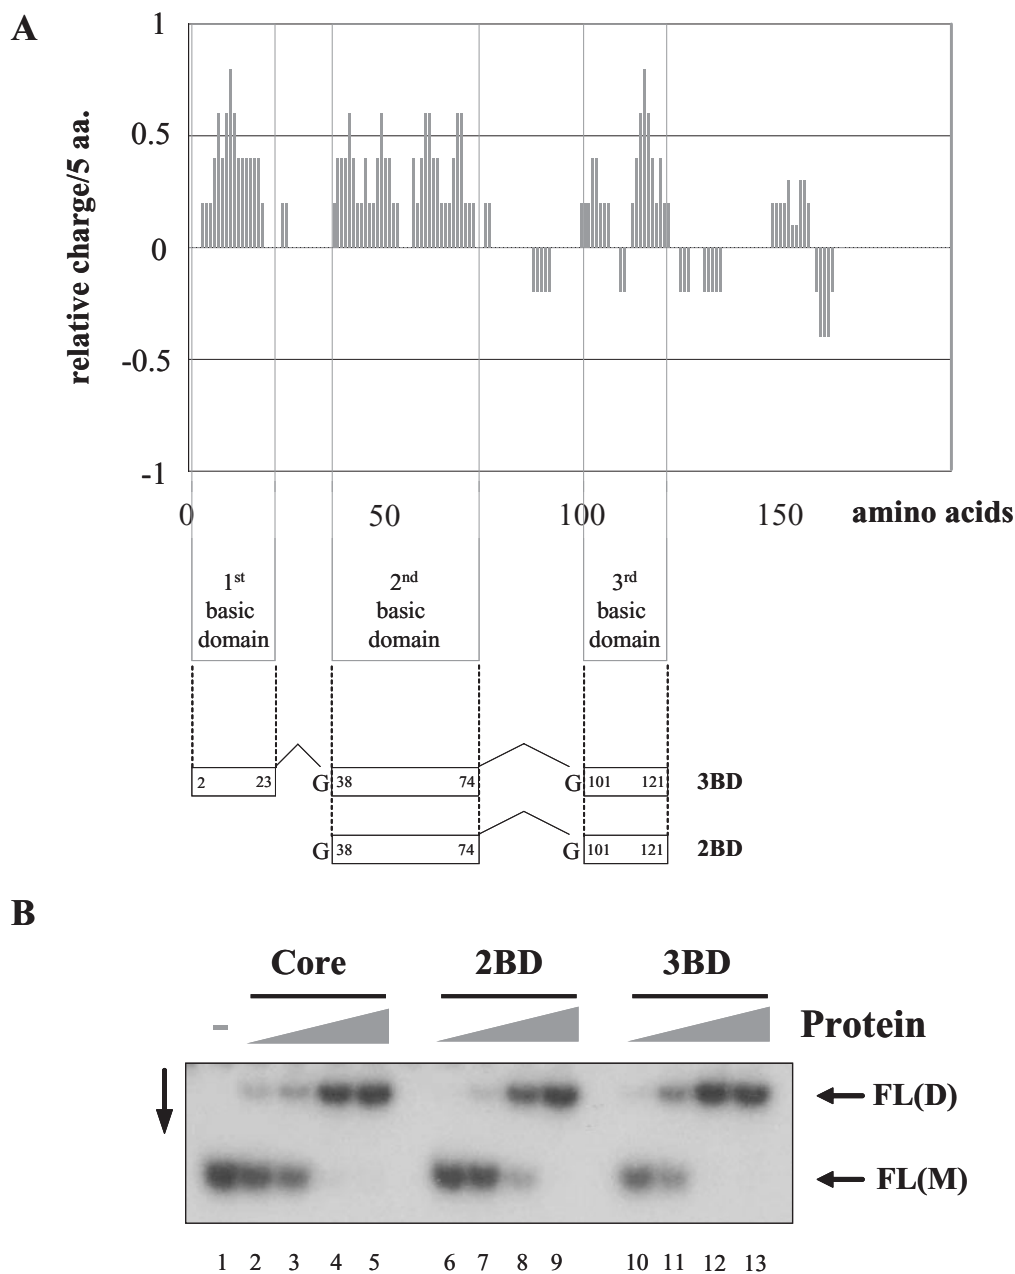 A
1
0.5
0
-0.5
-1
relative charge/5 aa.
0 50 100 150 amino acids
1st basic domain
2nd basic domain
3rd basic domain
2 23 G 38 74 G 101 121 3BD
G 38 74 G 101 121 2BD
B
Core 2BD 3BD
- Protein
FL(D)
FL(M)
1 2 3 4 5 6 7 8 9 10 11 12 13